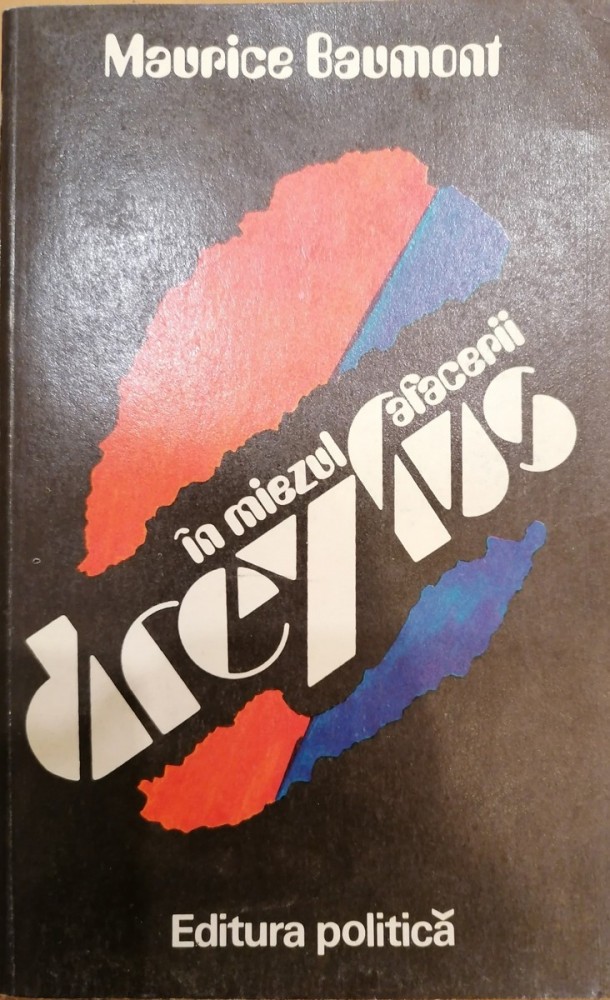 Maurice Baumont
în miezul afacerii
dreyfus
Editura politică